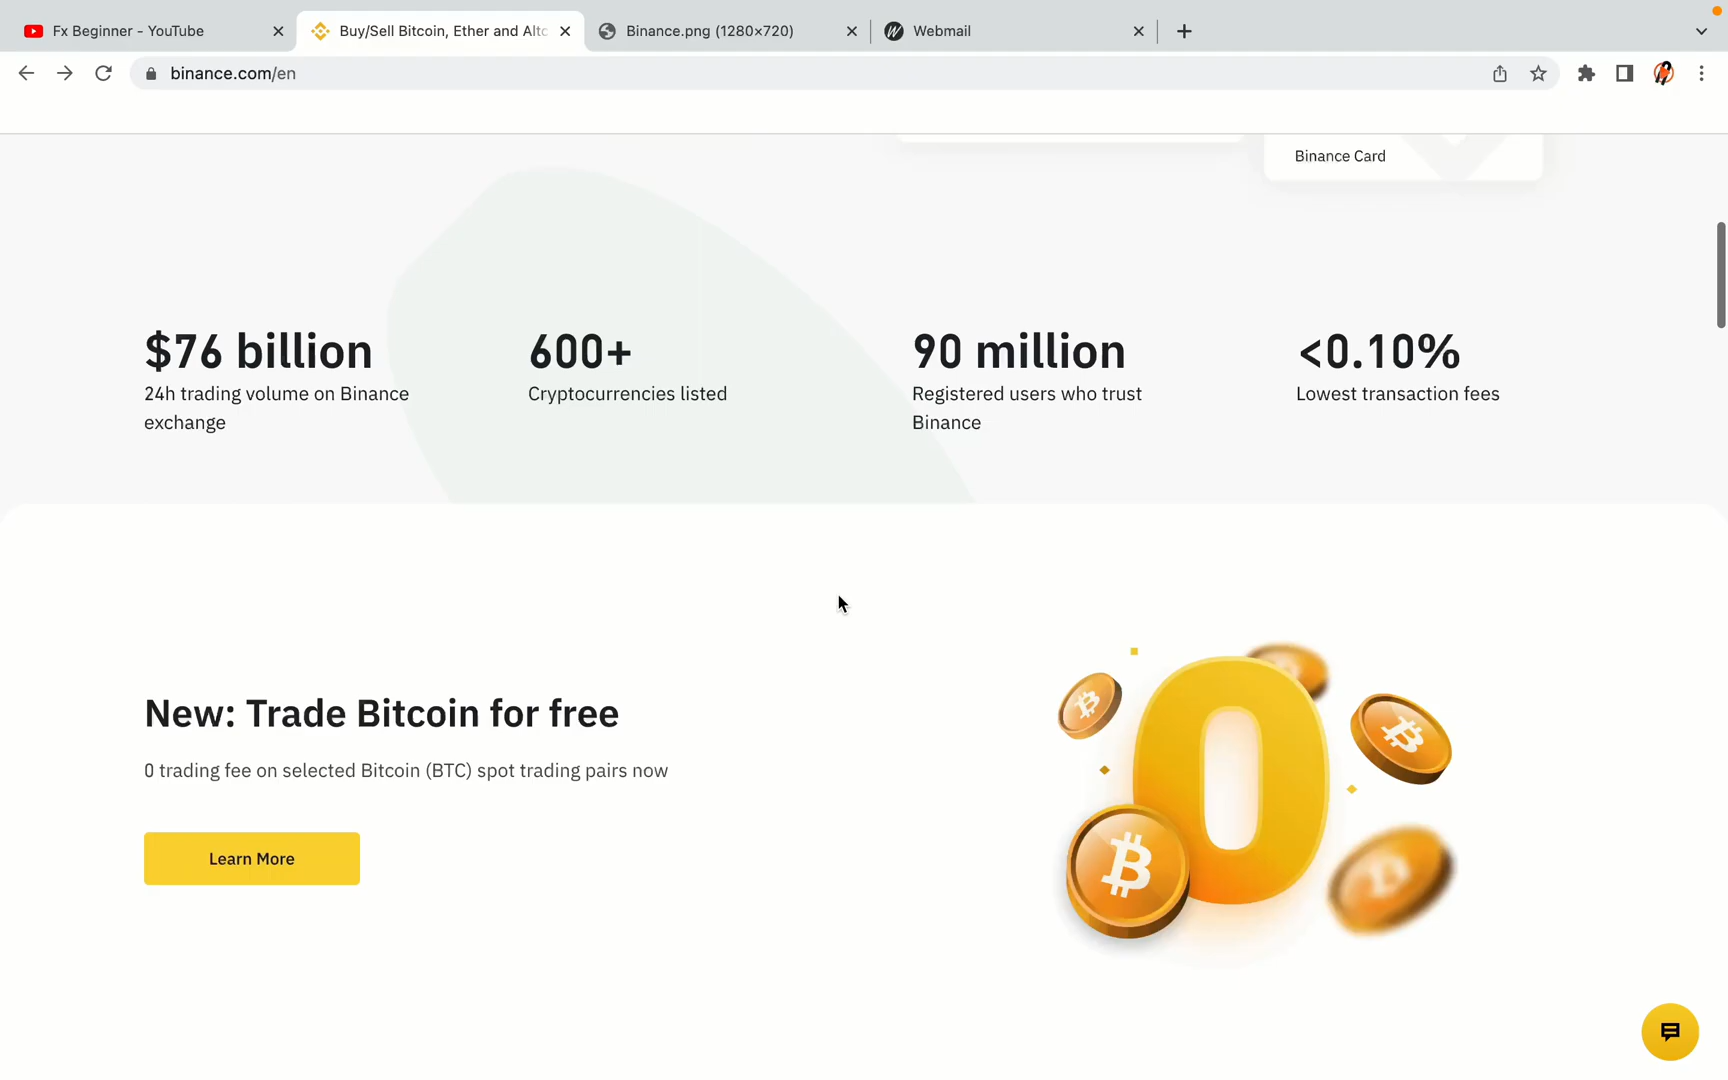 Fx Beginner - YouTube
Buy/Sell Bitcoin, Ether and Altc
Binance.png (1280×720)
Webmail
binance.com/en
Binance Card
$76 billion
24h trading volume on Binance
exchange
600+
Cryptocurrencies listed
90 million
Registered users who trust
Binance
<0.10%
Lowest transaction fees
New: Trade Bitcoin for free
0 trading fee on selected Bitcoin (BTC) spot trading pairs now
Learn More
0